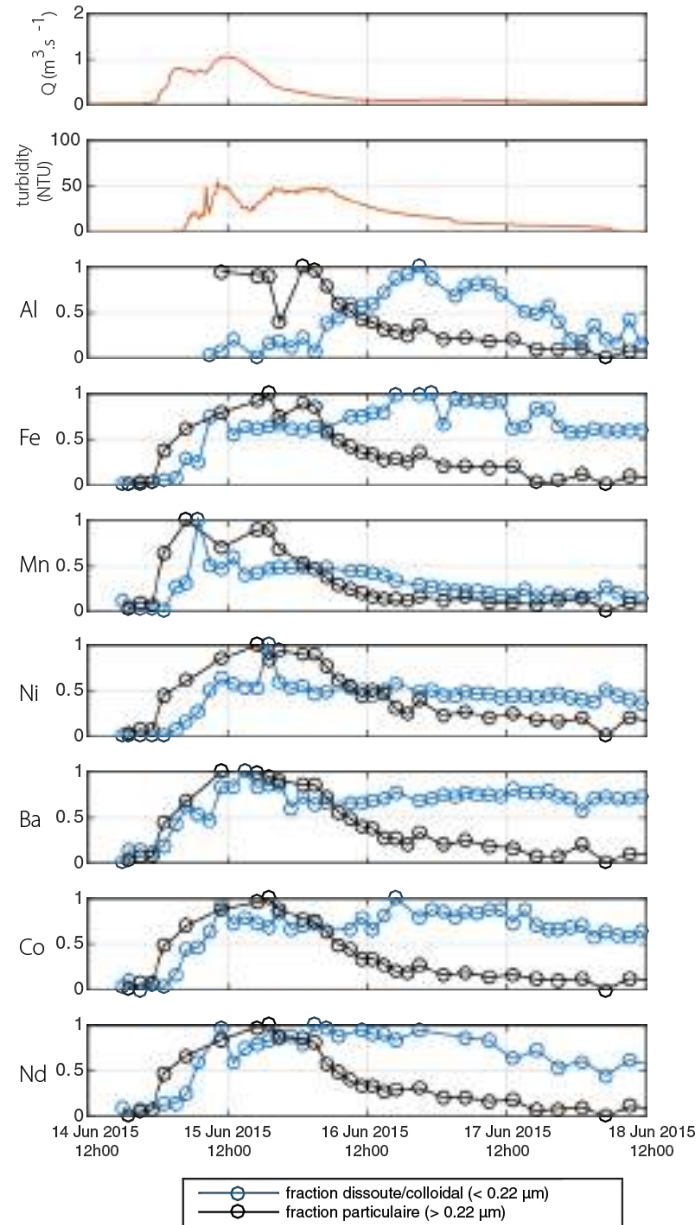 2
1
0
Q (m³.s⁻¹)
100
50
0
turbidity
(NTU)
1
Al 0.5
0
1
Fe 0.5
0
1
Mn 0.5
0
1
Ni 0.5
0
1
Ba 0.5
0
1
Co 0.5
0
1
Nd 0.5
0
14 Jun 2015 15 Jun 2015 16 Jun 2015 17 Jun 2015 18 Jun 2015
12h00 12h00 12h00 12h00 12h00
fraction dissoute/colloidal (< 0.22 µm)
fraction particulaire (> 0.22 µm)